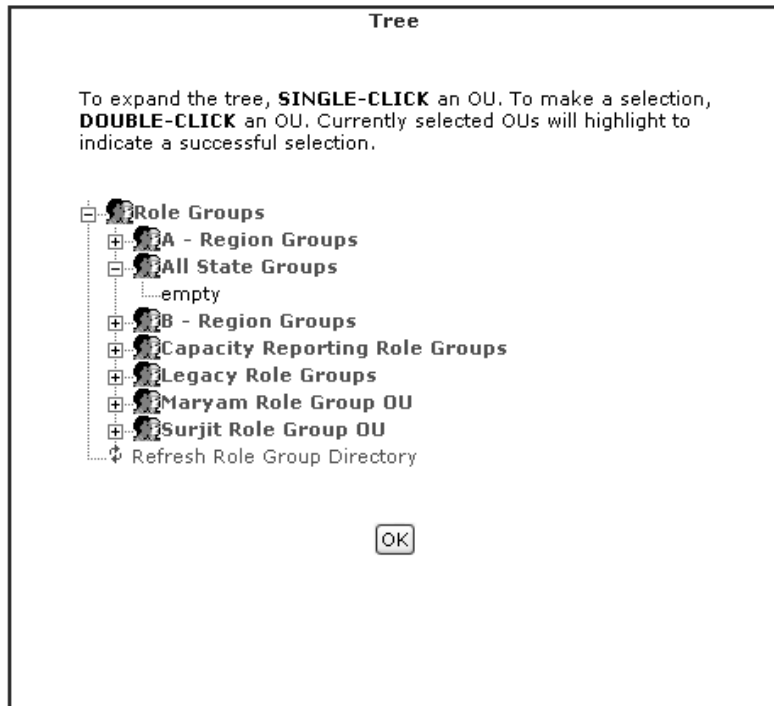 Tree
To expand the tree, SINGLE-CLICK an OU. To make a selection,
DOUBLE-CLICK an OU. Currently selected OUs will highlight to
indicate a successful selection.
Role Groups
A - Region Groups
All State Groups
empty
B - Region Groups
Capacity Reporting Role Groups
Legacy Role Groups
Maryam Role Group OU
Surjit Role Group OU
Refresh Role Group Directory
OK